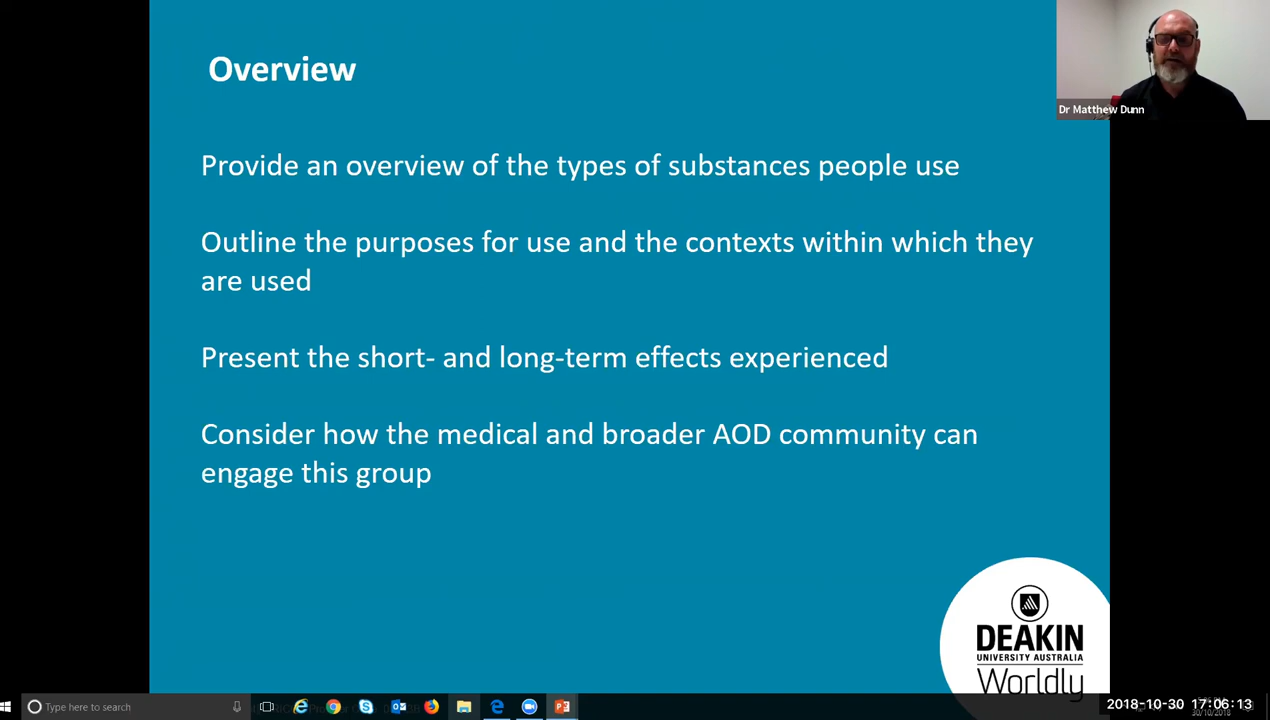 Overview
Dr Matthew Dunn
Provide an overview of the types of substances people use
Outline the purposes for use and the contexts within which they
are used
Present the short- and long-term effects experienced
Consider how the medical and broader AOD community can
engage this group
DEAKIN
UNIVERSITY AUSTRALIA
Worldly
Type here to search
2018-10-30 17:06:13
30/10/2018